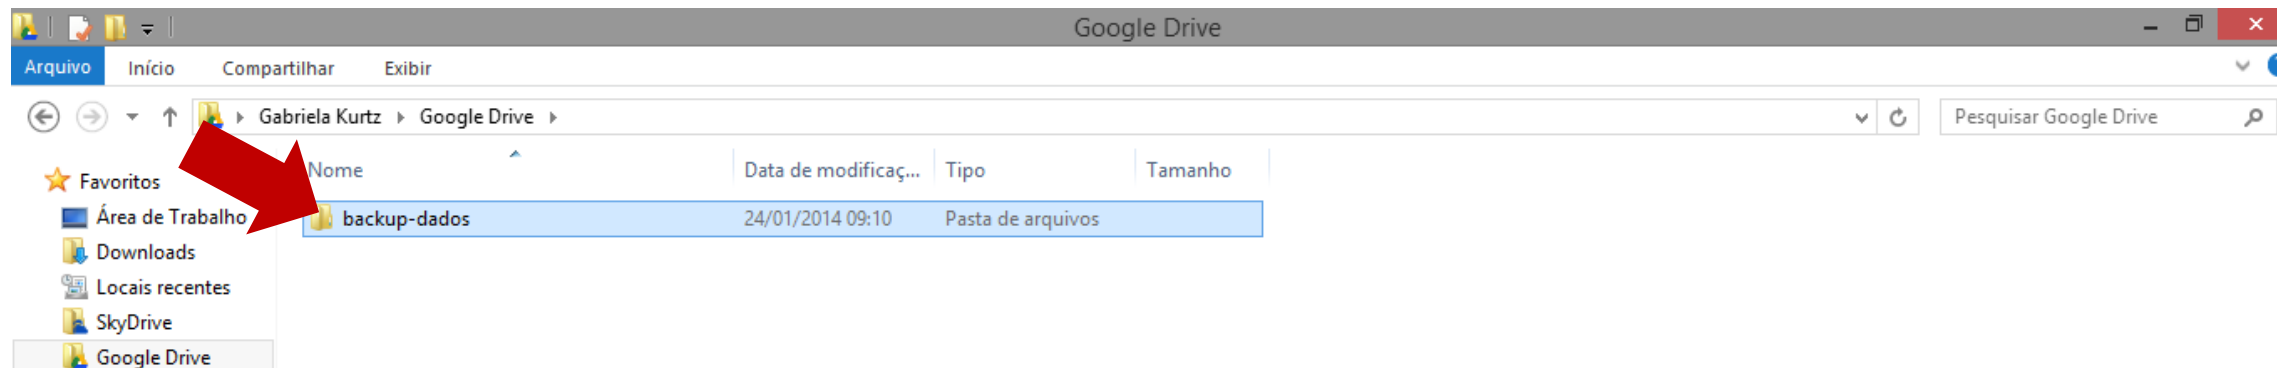 Google Drive
Arquivo Início Compartilhar Exibir
Gabriela Kurtz Google Drive Pesquisar Google Drive
Nome Data de modificaç... Tipo Tamanho
Favoritos
Área de Trabalho backup-dados 24/01/2014 09:10 Pasta de arquivos
Downloads
Locais recentes
SkyDrive
Google Drive